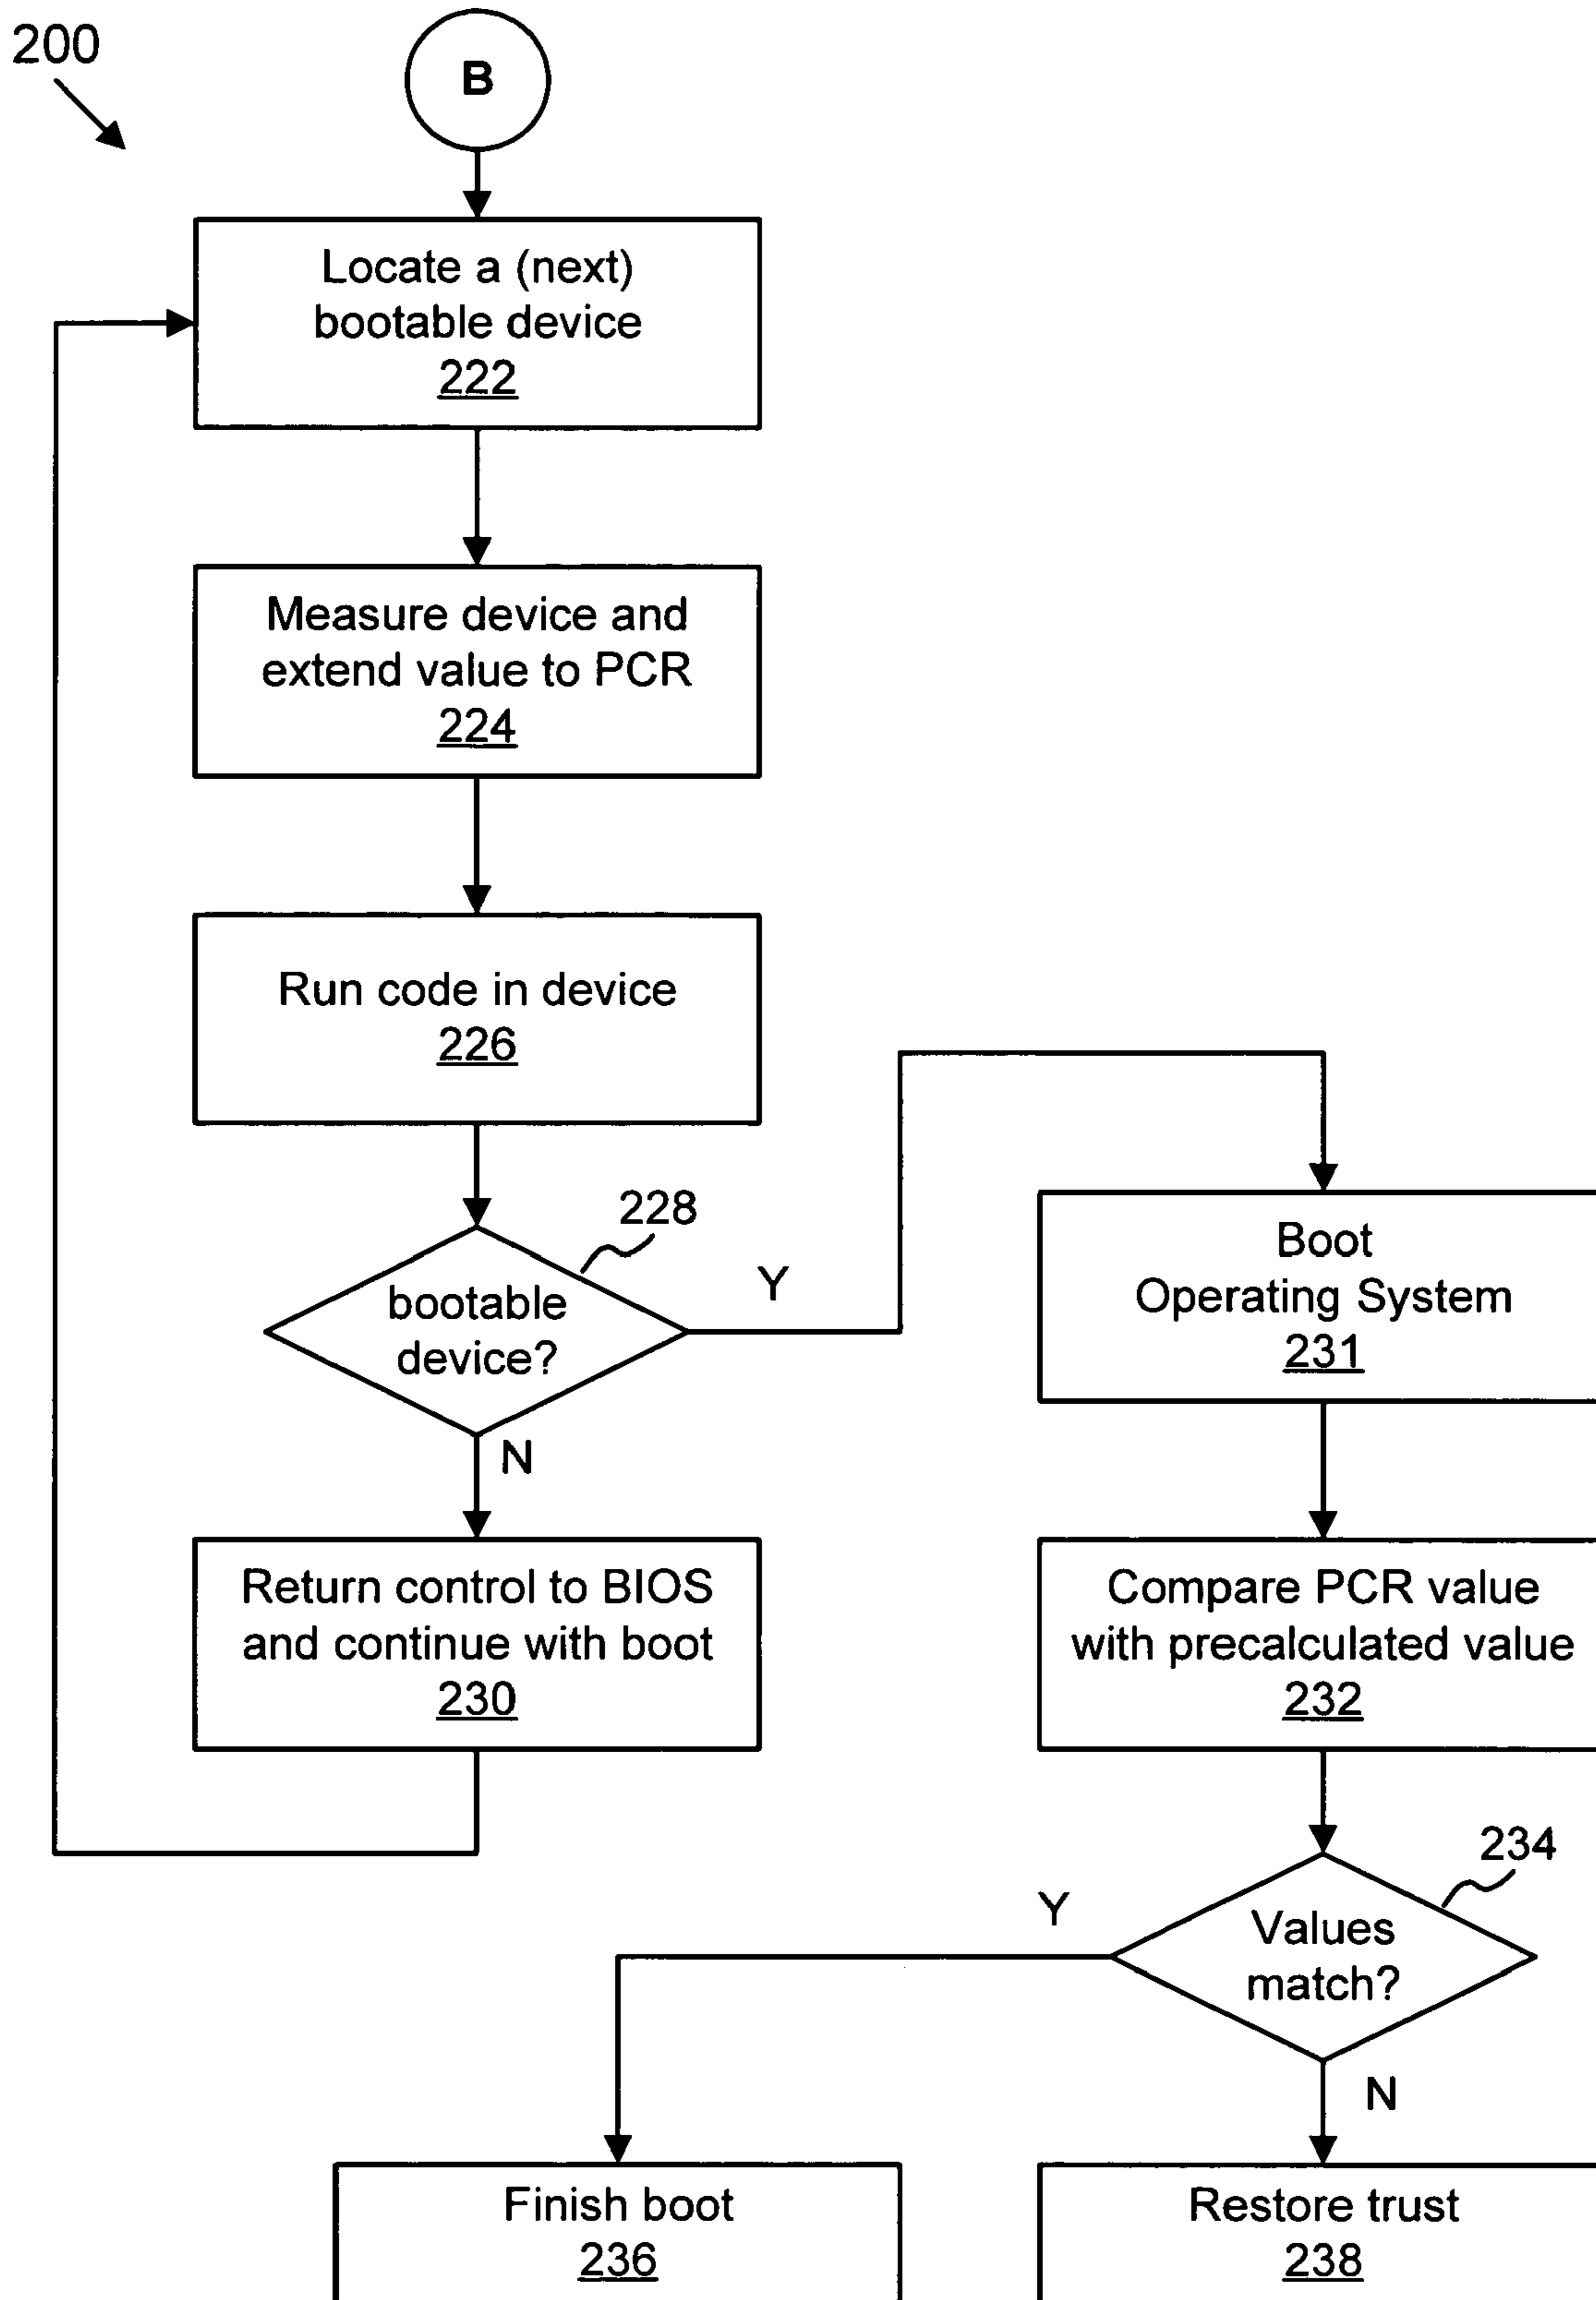 200
B
Locate a (next)
bootable device
222
Measure device and
extend value to PCR
224
Run code in device
226
228
bootable
device?
Y
N
Return control to BIOS
and continue with boot
230
Boot
Operating System
231
Compare PCR value
with precalculated value
232
234
Values
match?
Y
N
Finish boot
236
Restore trust
238